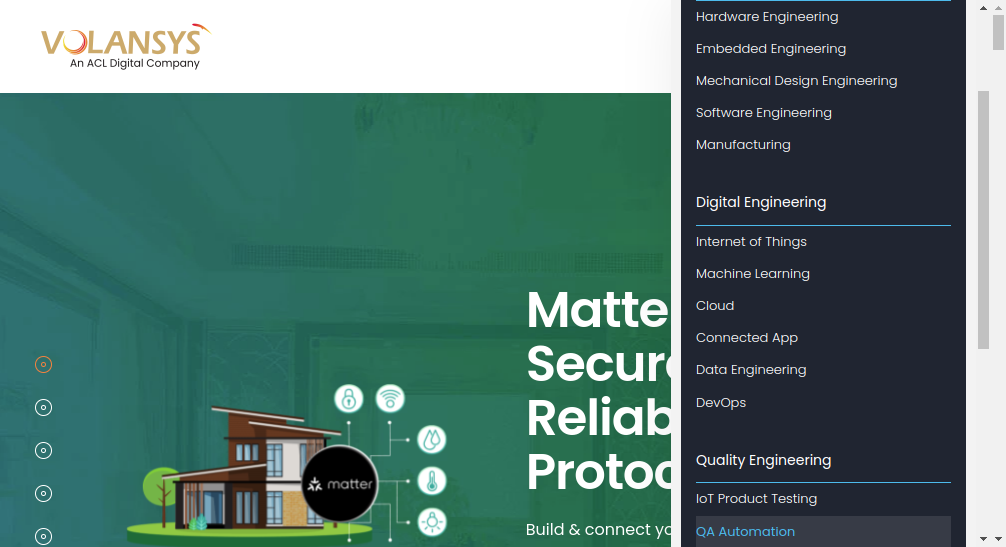 VOLANSYS
An ACL Digital Company
Matte
Secure
Reliab
Protoc
Build & connect yo
matter
Hardware Engineering
Embedded Engineering
Mechanical Design Engineering
Software Engineering
Manufacturing
Digital Engineering
Internet of Things
Machine Learning
Cloud
Connected App
Data Engineering
DevOps
Quality Engineering
IoT Product Testing
QA Automation